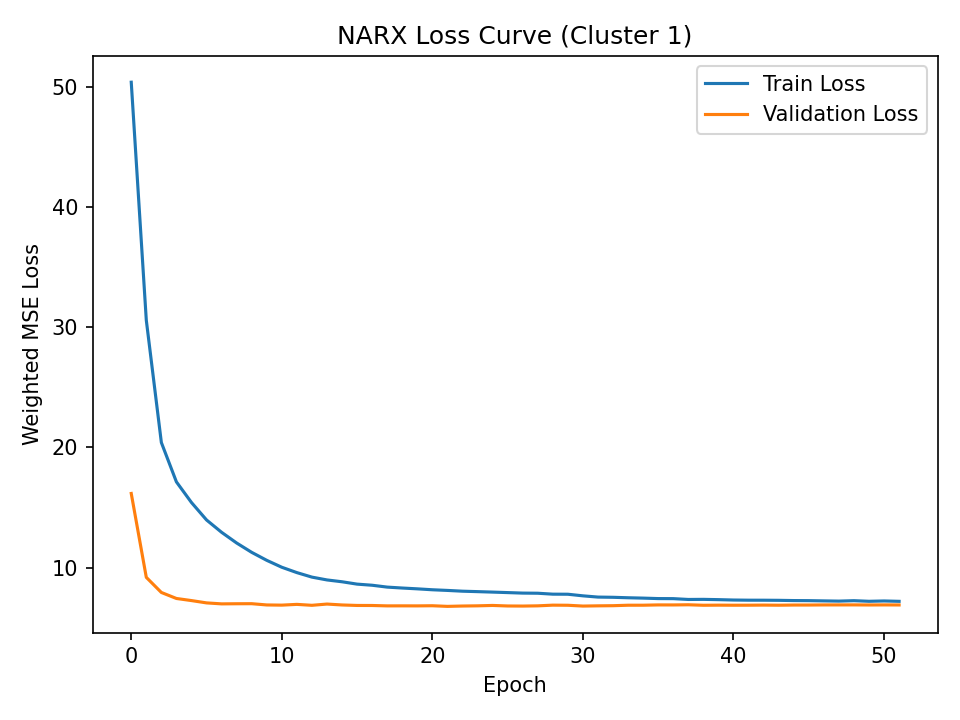 NARX Loss Curve (Cluster 1)
Train Loss
Validation Loss
Weighted MSE Loss
50
40
30
20
10
0 10 20 30 40 50
Epoch